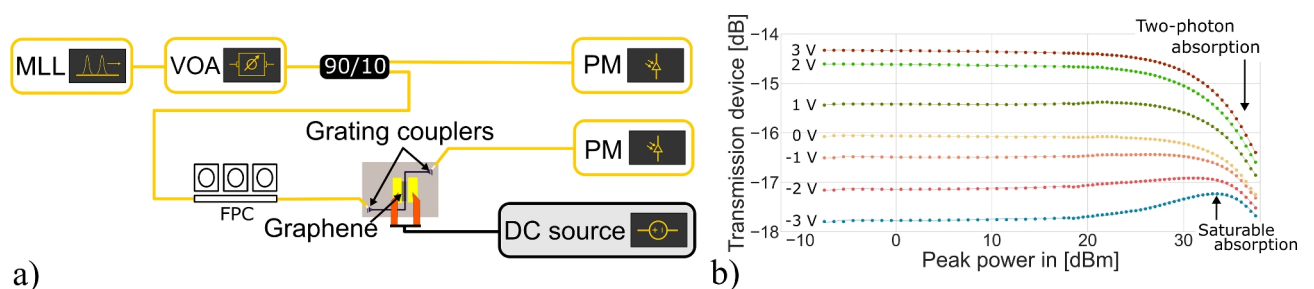 MLL
VOA
90/10
PM
Grating couplers
PM
FPC
Graphene
DC source
a)
Transmission device [dB]
−14
−15
−16
−17
−18
3 V
2 V
1 V
0 V
-1 V
-2 V
-3 V
Two-photon
absorption
Saturable
absorption
−10
0
10
20
30
Peak power in [dBm]
b)